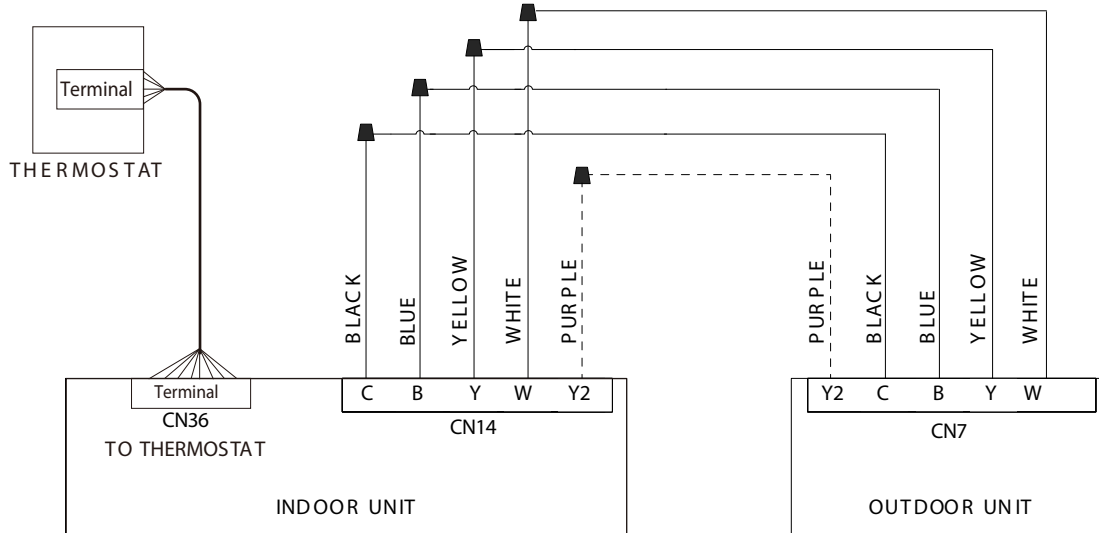 Terminal
THERMOSTAT
BLACK
BLUE
YELLOW
WHITE
PURPLE
PURPLE
BLACK
BLUE
YELLOW
WHITE
Terminal
C B Y W Y2
Y2 C B Y W
CN36
CN14
CN7
TO THERMOSTAT
INDOOR UNIT
OUTDOOR UNIT